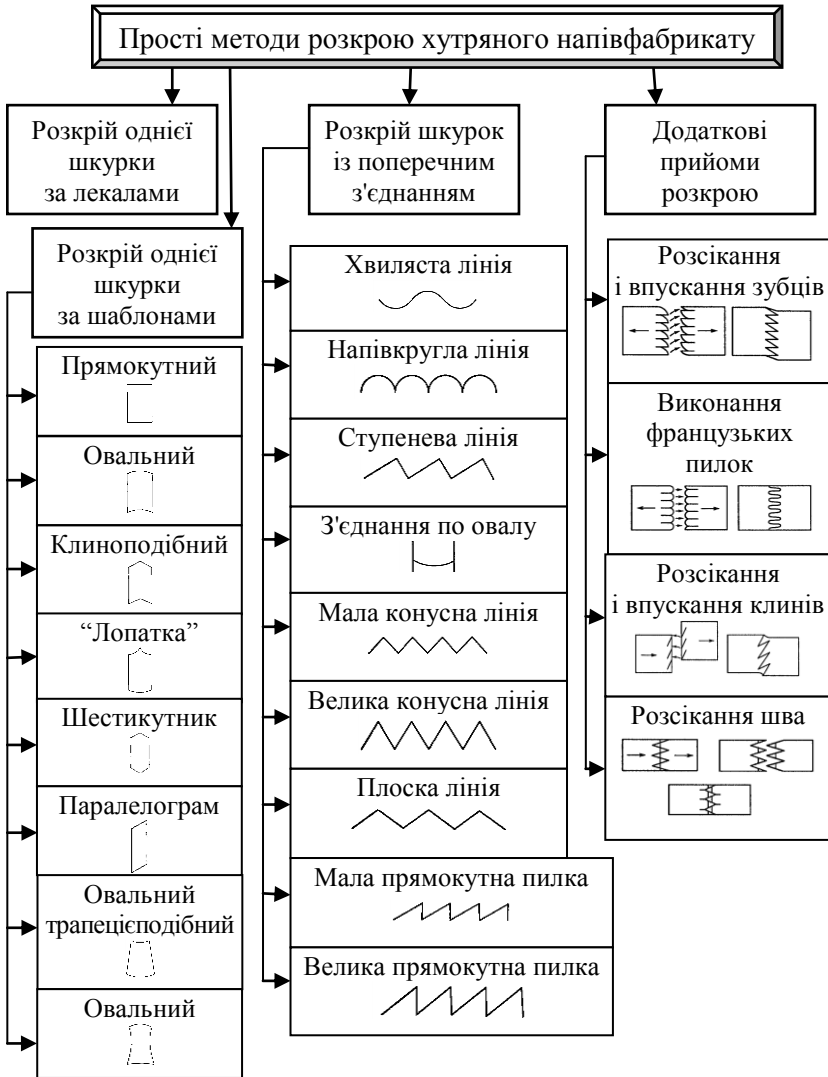 Прості методи розкрою хутряного напівфабрикату
Розкрій однієї
шкурки
за лекалами
Розкрій однієї
шкурки
за шаблонами
Прямокутний
Овальний
Клиноподібний
“Лопатка”
Шестикутник
Паралелограм
Овальний
трапецієподібний
Овальний
Розкрій шкурок
із поперечним
з'єднанням
Хвиляста лінія
Напівкругла лінія
Ступенева лінія
З'єднання по овалу
Мала конусна лінія
Велика конусна лінія
Плоска лінія
Мала прямокутна пилка
Велика прямокутна пилка
Додаткові
прийоми
розкрою
Розсікання
і впускання зубців
Виконання
французьких
пилок
Розсікання
і впускання клинів
Розсікання шва